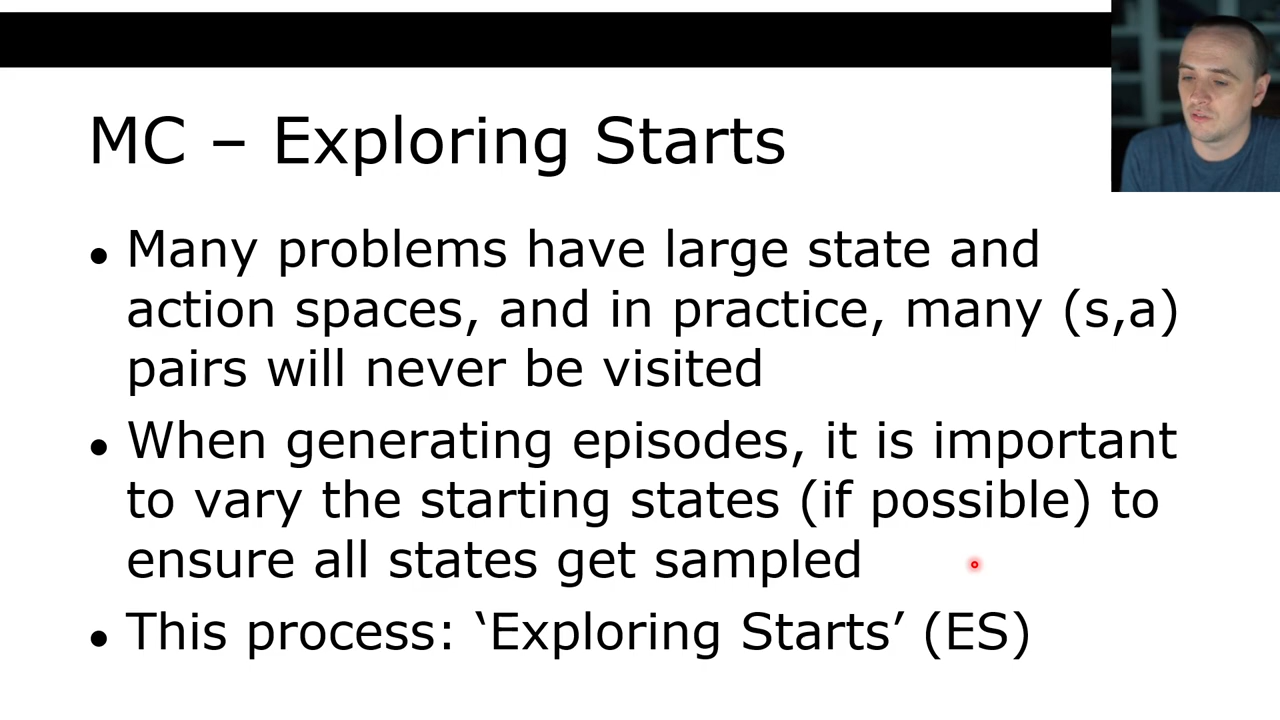 MC – Exploring Starts
• Many problems have large state and
action spaces, and in practice, many (s,a)
pairs will never be visited
• When generating episodes, it is important
to vary the starting states (if possible) to
ensure all states get sampled
• This process: ‘Exploring Starts’ (ES)